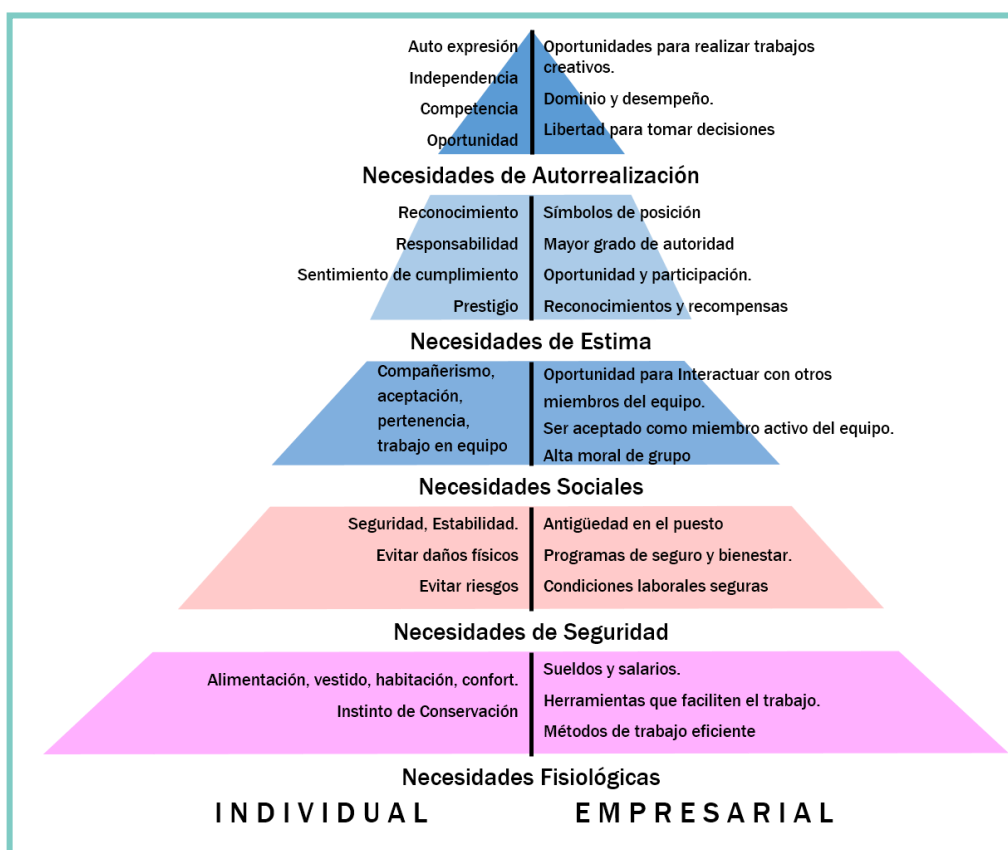 Auto expresión
Independencia
Competencia
Oportunidad
Oportunidades para realizar trabajos
creativos.
Dominio y desempeño.
Libertad para tomar decisiones
Necesidades de Autorrealización
Reconocimiento
Responsabilidad
Sentimiento de cumplimiento
Prestigio
Símbolos de posición
Mayor grado de autoridad
Oportunidad y participación.
Reconocimientos y recompensas
Necesidades de Estima
Compañerismo,
aceptación,
pertenencia,
trabajo en equipo
Oportunidad para Interactuar con otros
miembros del equipo.
Ser aceptado como miembro activo del equipo.
Alta moral de grupo
Necesidades Sociales
Seguridad, Estabilidad.
Evitar daños físicos
Evitar riesgos
Antigüedad en el puesto
Programas de seguro y bienestar.
Condiciones laborales seguras
Necesidades de Seguridad
Alimentación, vestido, habitación, confort.
Instinto de Conservación
Sueldos y salarios.
Herramientas que faciliten el trabajo.
Métodos de trabajo eficiente
Necesidades Fisiológicas
INDIVIDUAL
EMPRESARIAL